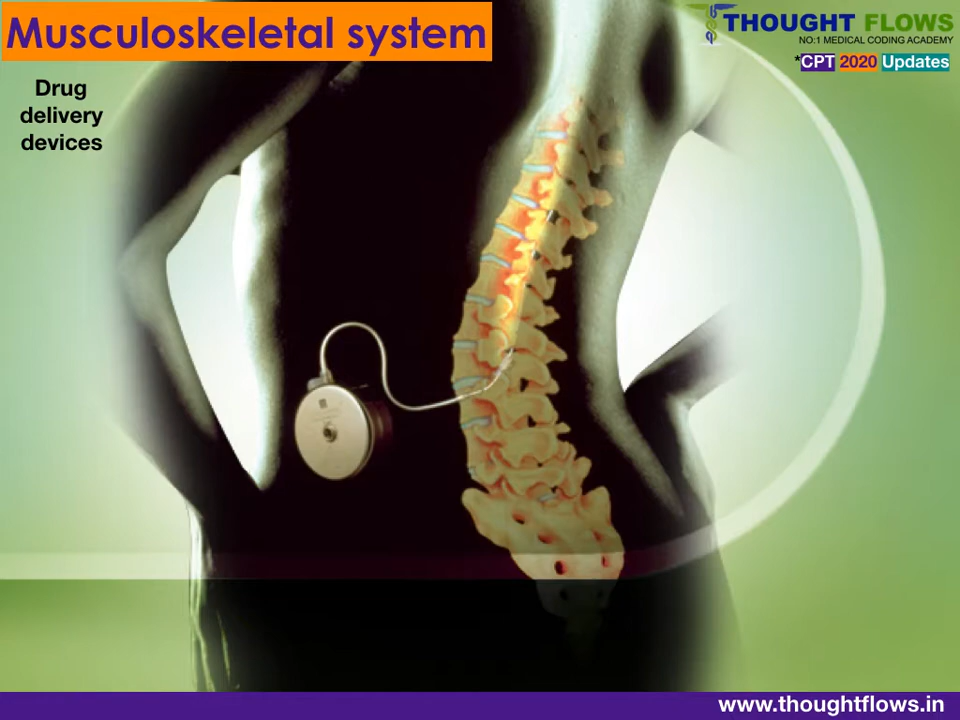 Musculoskeletal system
THOUGHT FLOWS
NO:1 MEDICAL CODING ACADEMY
*CPT 2020 Updates
Drug
delivery
devices
www.thoughtflows.in